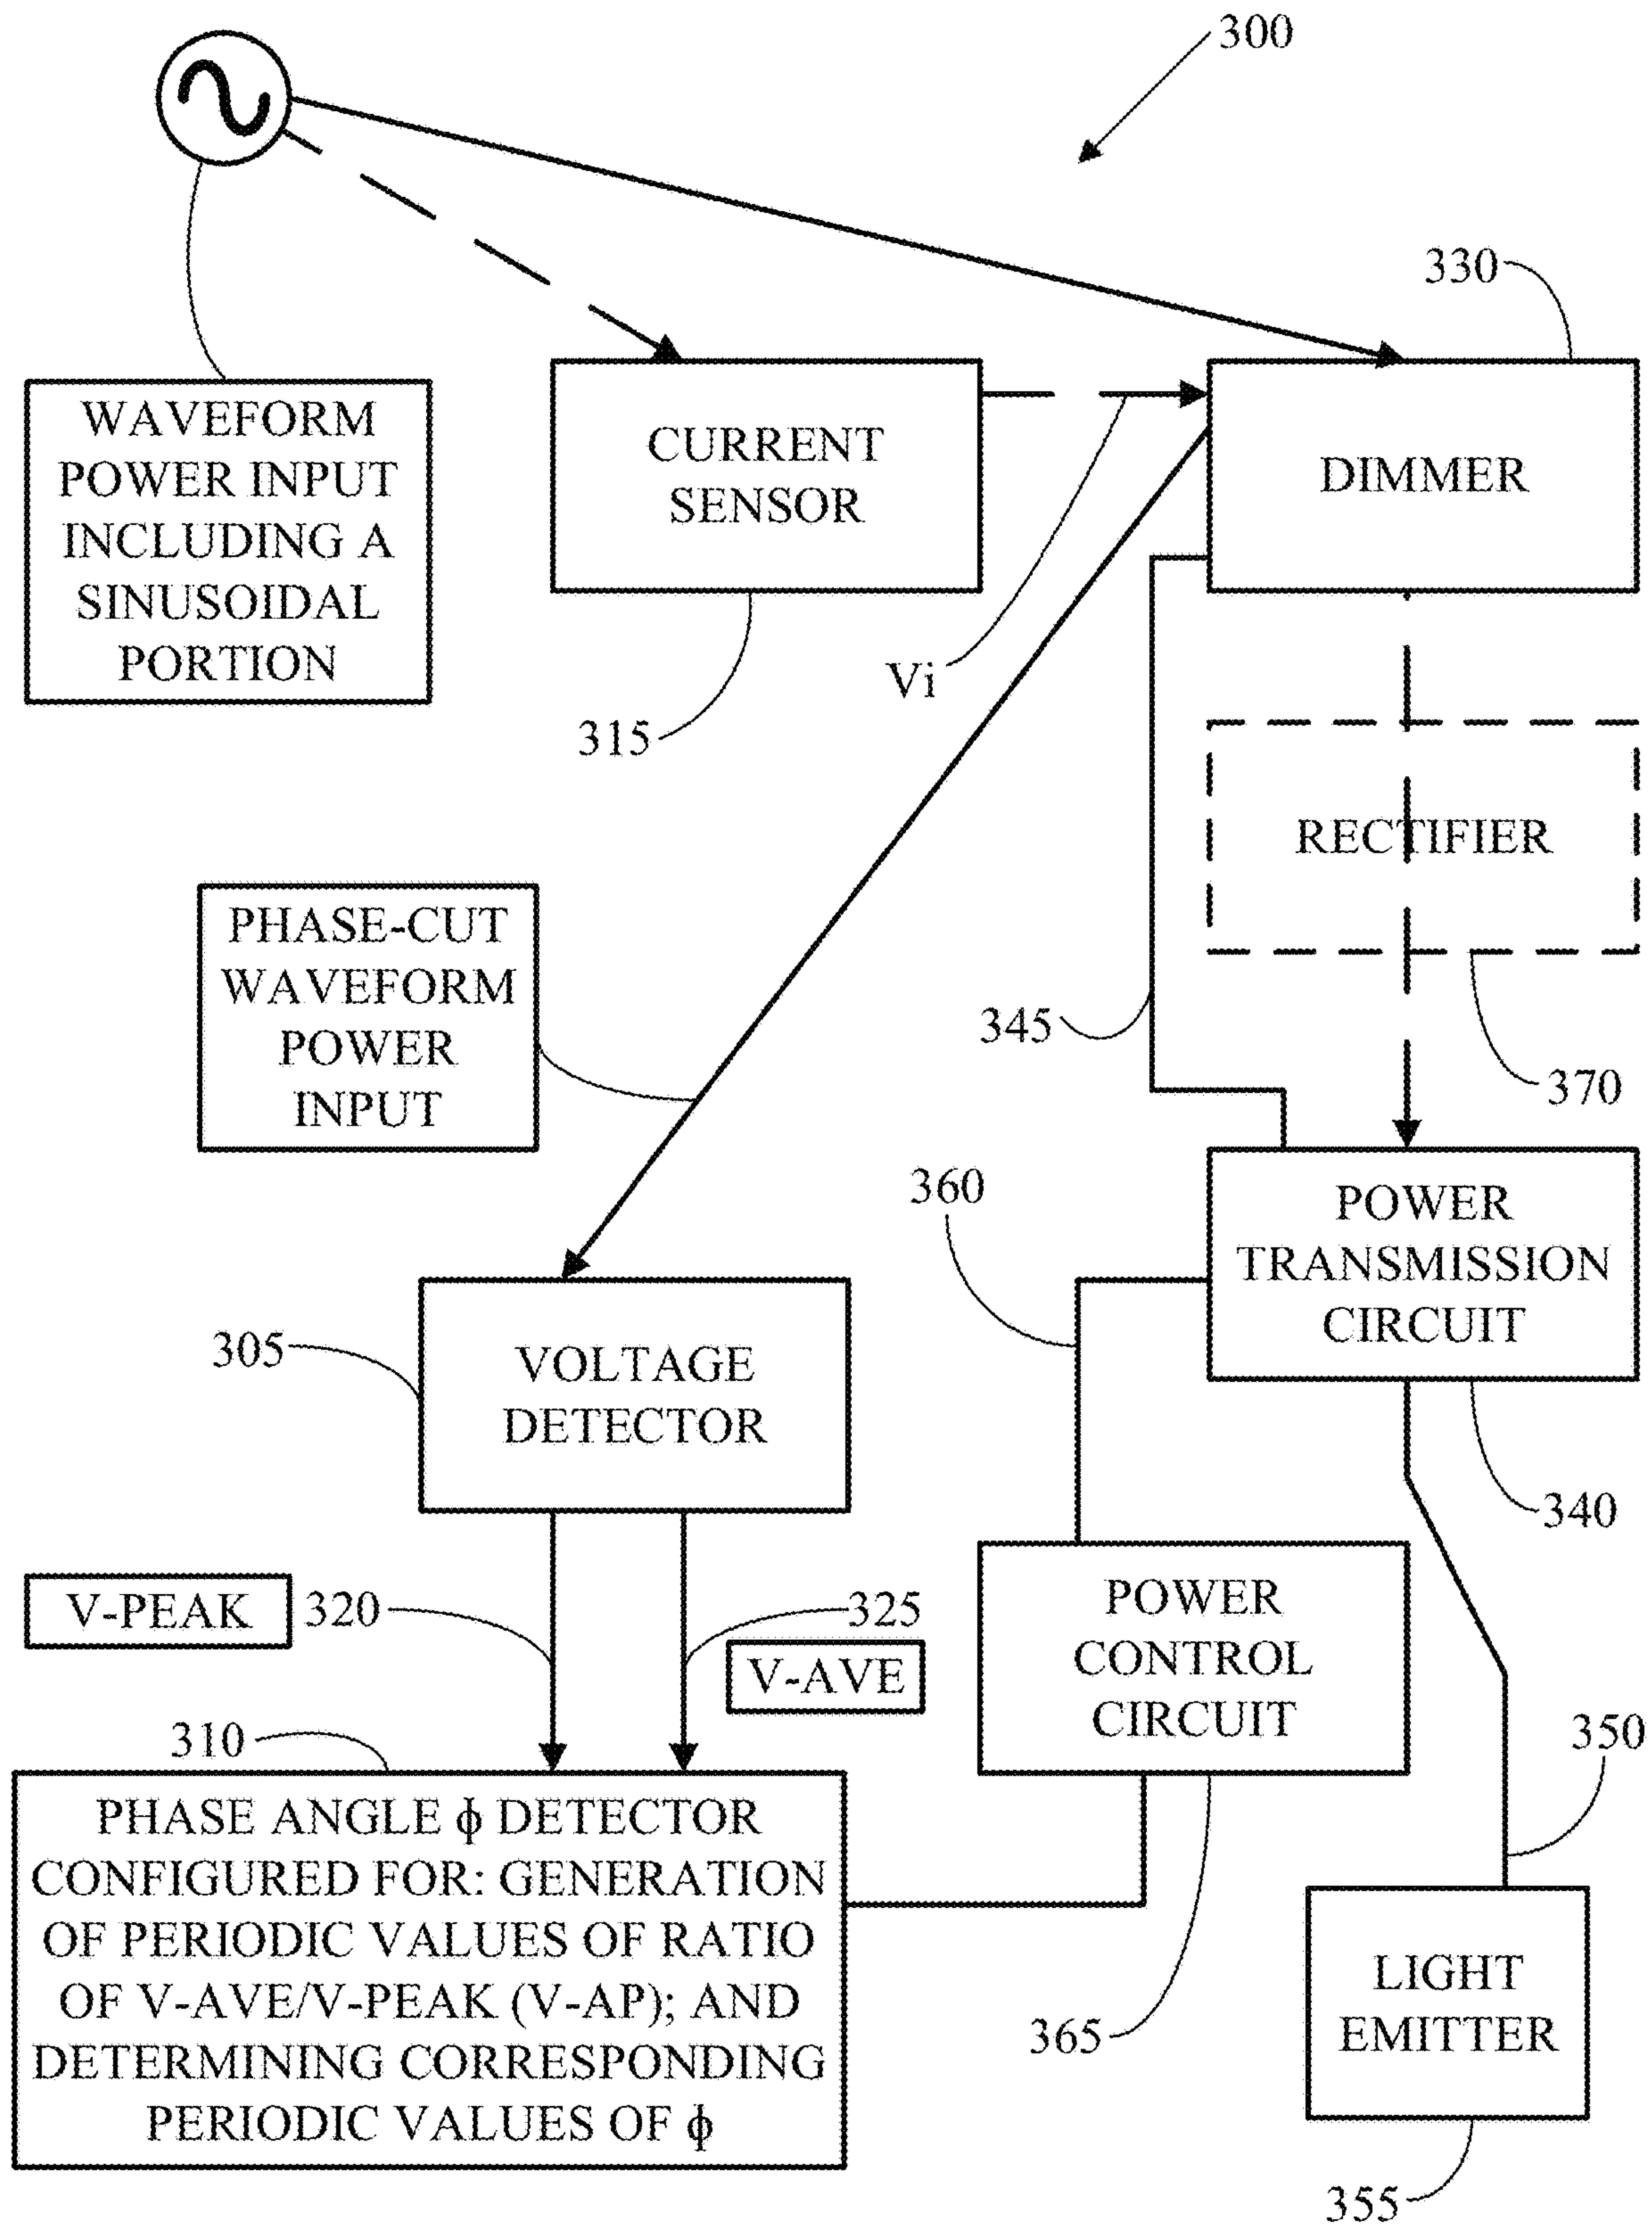 300
330
WAVEFORM
POWER INPUT
INCLUDING A
SINUSOIDAL
PORTION
CURRENT
SENSOR
DIMMER
Vi
315
RECTIFIER
PHASE-CUT
WAVEFORM
POWER
INPUT
345
370
360
POWER
TRANSMISSION
CIRCUIT
305
VOLTAGE
DETECTOR
340
V-PEAK
320
325
V-AVE
POWER
CONTROL
CIRCUIT
310
350
PHASE ANGLE ϕ DETECTOR
CONFIGURED FOR: GENERATION
OF PERIODIC VALUES OF RATIO
OF V-AVE/V-PEAK (V-AP); AND
DETERMINING CORRESPONDING
PERIODIC VALUES OF ϕ
365
LIGHT
EMITTER
355